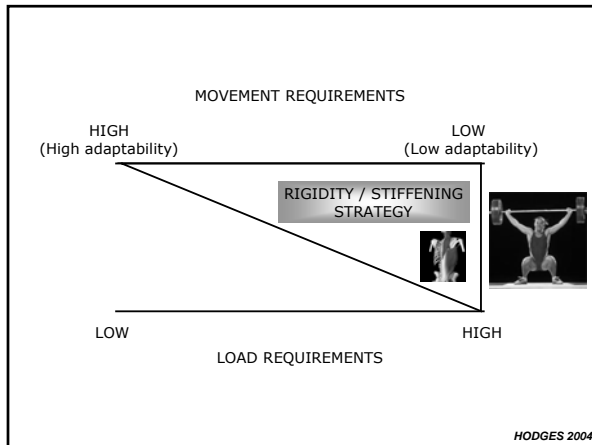 MOVEMENT REQUIREMENTS
HIGH
(High adaptability)
LOW
(Low adaptability)
RIGIDITY / STIFFENING
STRATEGY
LOW
HIGH
LOAD REQUIREMENTS
HODGES 2004